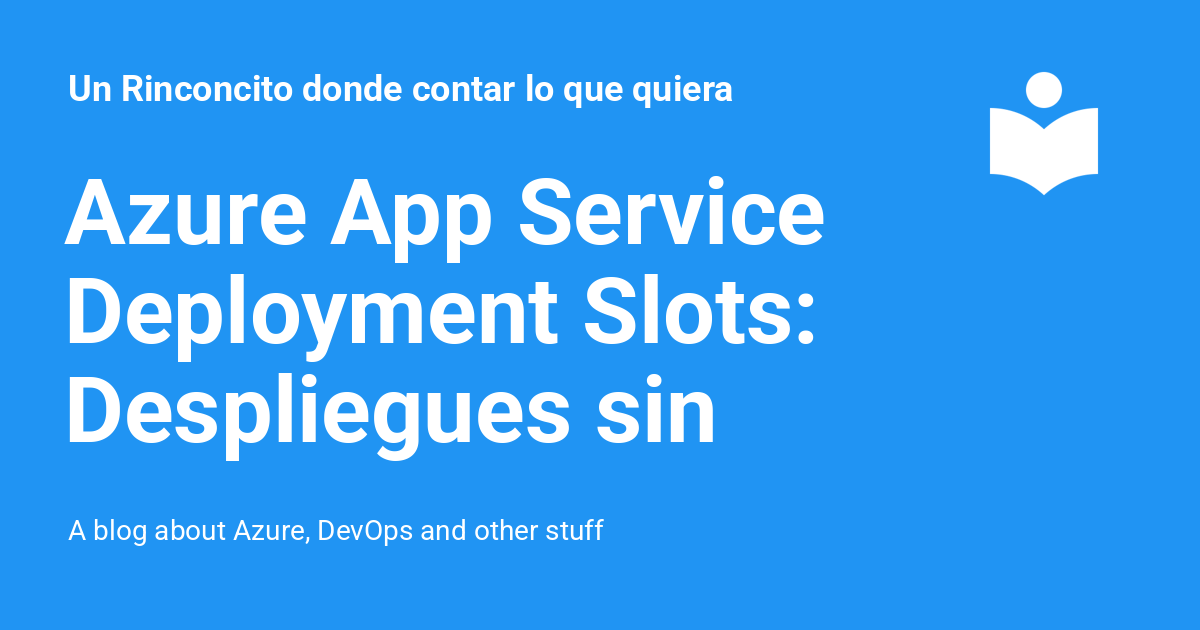 Un Rinconcito donde contar lo que quiera
Azure App Service
Deployment Slots:
Despliegues sin
A blog about Azure, DevOps and other stuff